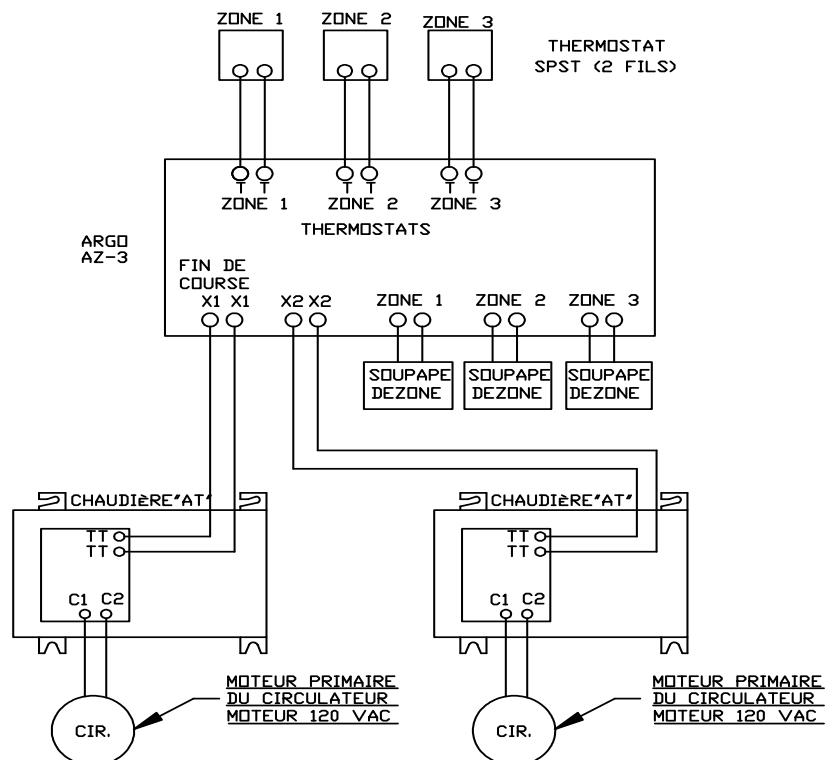 ZONE 1
ZONE 2
ZONE 3
THERMOSTAT
SPST (2 FILS)
T T
T T
T T
ZONE 1
ZONE 2
ZONE 3
THERMOSTATS
ARGO
AZ-3
FIN DE
COURSE
X1 X1
X2 X2
ZONE 1
ZONE 2
ZONE 3
SOUPAPE
DEZONE
SOUPAPE
DEZONE
SOUPAPE
DEZONE
CHAUDIÈRE"AT"
TT
TT
C1 C2
CIR.
MOTEUR PRIMAIRE
DU CIRCULATEUR
MOTEUR 120 VAC
CHAUDIÈRE"AT"
TT
TT
C1 C2
CIR.
MOTEUR PRIMAIRE
DU CIRCULATEUR
MOTEUR 120 VAC